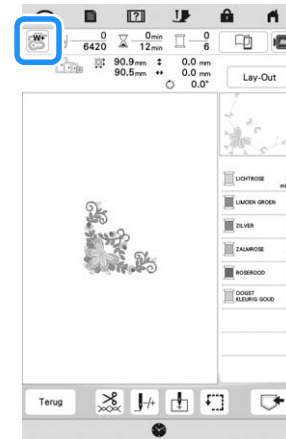 W+
0
6420
0min
12min
0
6
90.9mm
90.5mm
0.0 mm
0.0 mm
0.0°
Lay-Out
LICHTROSE
LIMOEN GROEN
ZILVER
ZALMROSE
ROSEROOD
OOGST
KLEURIG GOUD
Terug
-/+